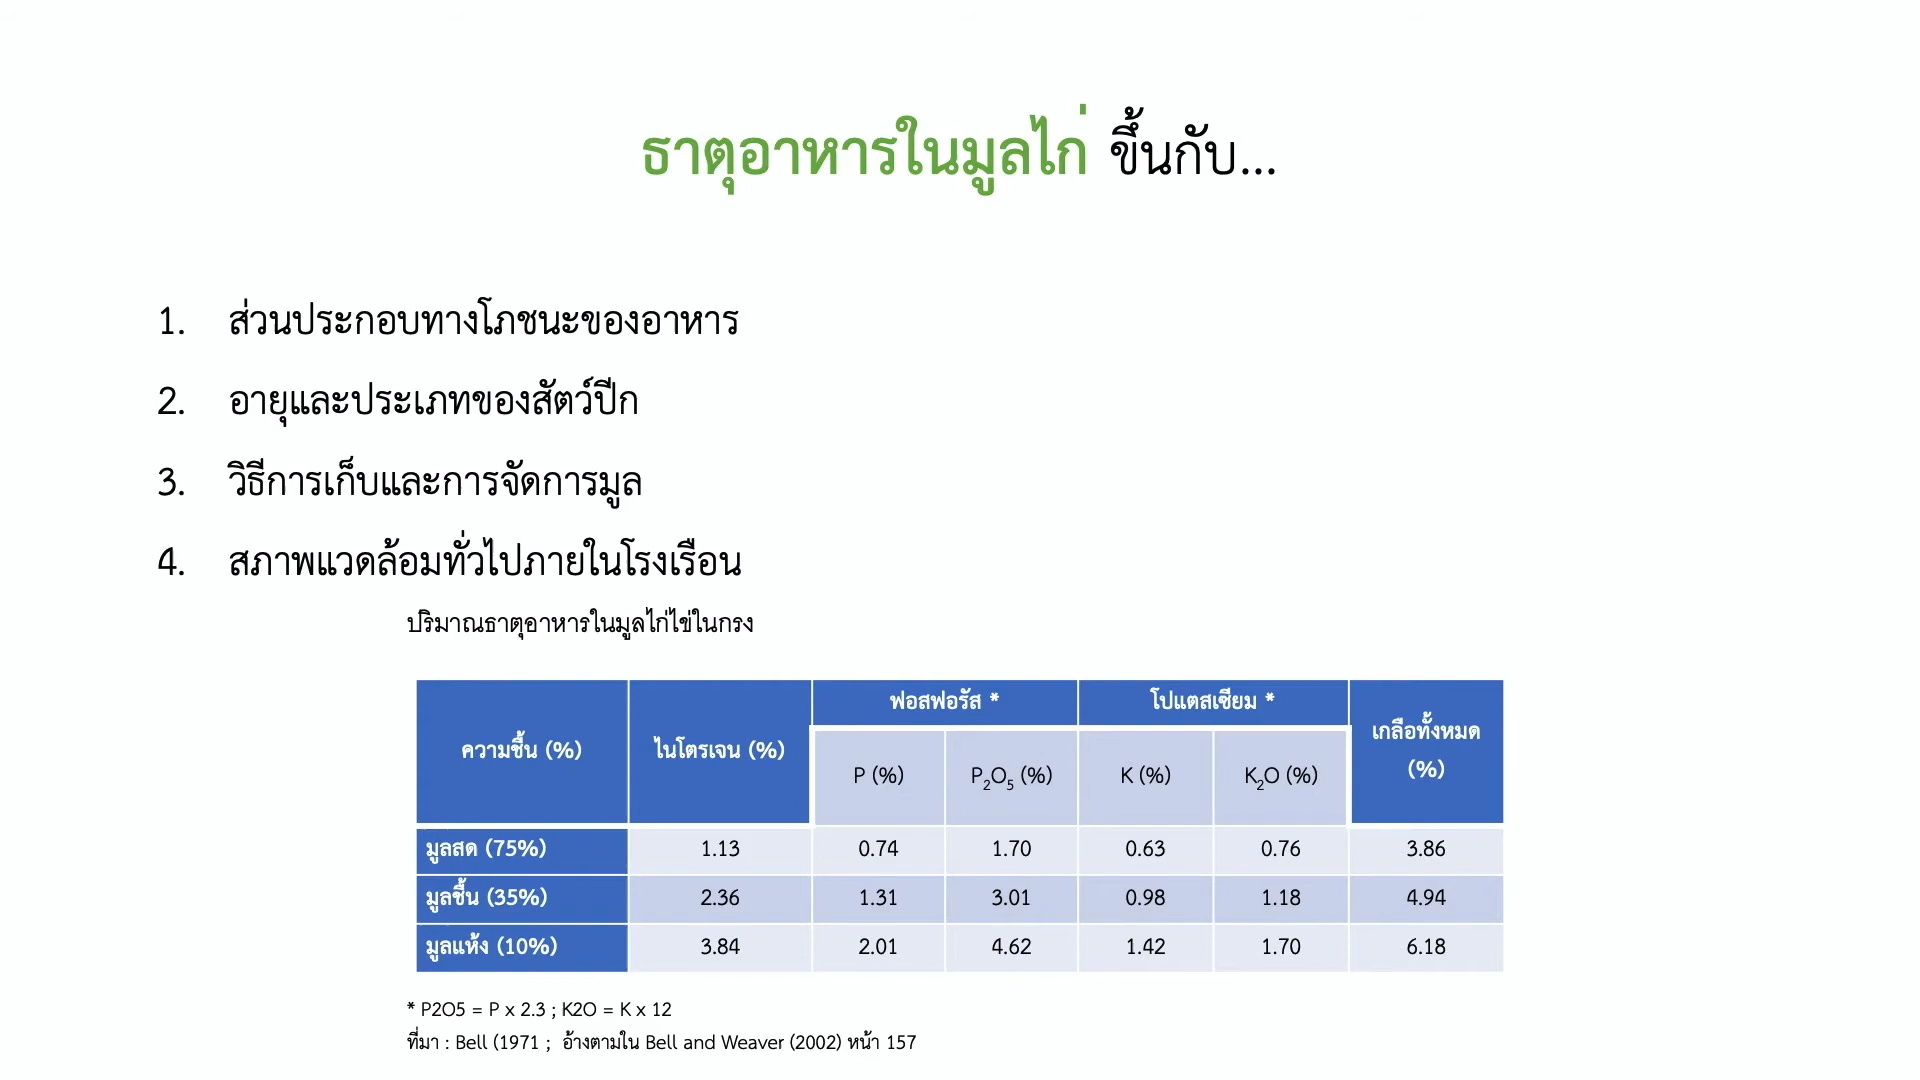 ธาตุอาหารในมูลไก่ ขึ้นกับ...
1. ส่วนประกอบทางโภชนะของอาหาร
2. อายุและประเภทของสัตว์ปีก
3. วิธีการเก็บและการจัดการมูล
4. สภาพแวดล้อมทั่วไปภายในโรงเรือน
ปริมาณธาตุอาหารในมูลไก่ไข่ในกรง
ความชื้น (%) ไนโตรเจน (%) ฟอสฟอรัส * โปแตสเซียม * เกลือทั้งหมด (%)
P (%) P2O5 (%) K (%) K2O (%)
มูลสด (75%) 1.13 0.74 1.70 0.63 0.76 3.86
มูลชื้น (35%) 2.36 1.31 3.01 0.98 1.18 4.94
มูลแห้ง (10%) 3.84 2.01 4.62 1.42 1.70 6.18
* P2O5 = P x 2.3 ; K2O = K x 12
ที่มา : Bell (1971 ; อ้างตามใน Bell and Weaver (2002) หน้า 157